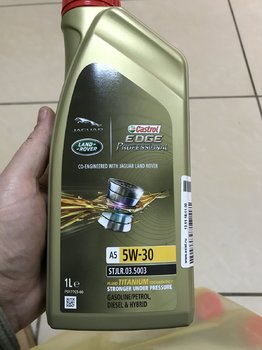 JAGUAR
LAND-
ROVER
Castrol
EDGE
PROFESSIONAL
CO-ENGINEERED WITH JAGUAR LAND ROVER
A5 5W-30
STJLR.03.5003
FLUID TITANIUM TECHNOLOGY
STRONGER UNDER PRESSURE
1L e
GASOLINE/PETROL,
DIESEL & HYBRID